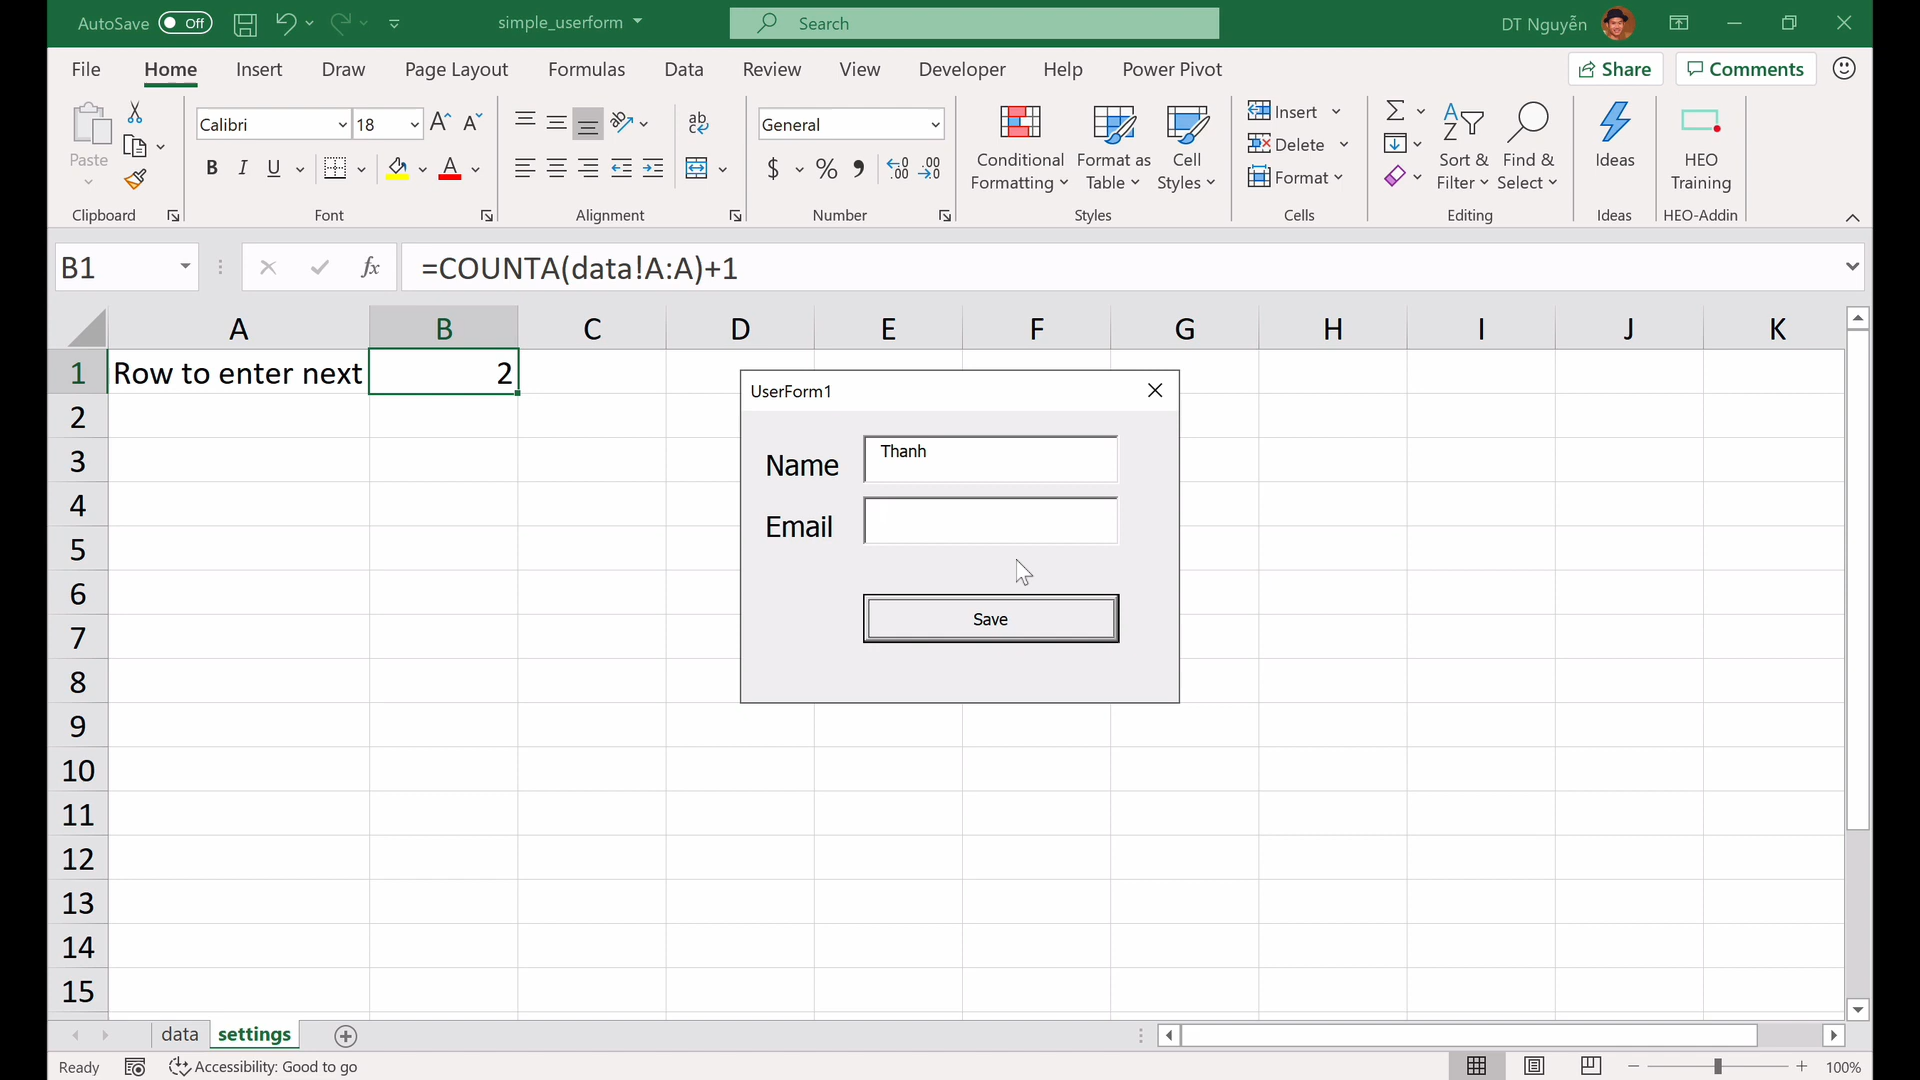 AutoSave Off simple_userform Search DT Nguyễn
File Home Insert Draw Page Layout Formulas Data Review View Developer Help Power Pivot Share Comments
Paste
Clipboard
Calibri 18
B I U
Font
ab
Alignment
General
$ % 9 .00 .00
Number
Conditional Formatting
Format as Table
Cell Styles
Styles
Insert
Delete
Format
Cells
Sort & Filter
Find & Select
Editing
Ideas
Ideas
HEO Training
HEO-Addin
B1 fx =COUNTA(data!A:A)+1
A B C D E F G H I J K
1 Row to enter next 2
2
3
4
5
6
7
8
9
10
11
12
13
14
15
UserForm1
Name Thanh
Email
Save
data settings
Ready Accessibility: Good to go 100%